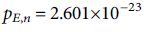 p_{E,n} = 2.601×10^{−23}